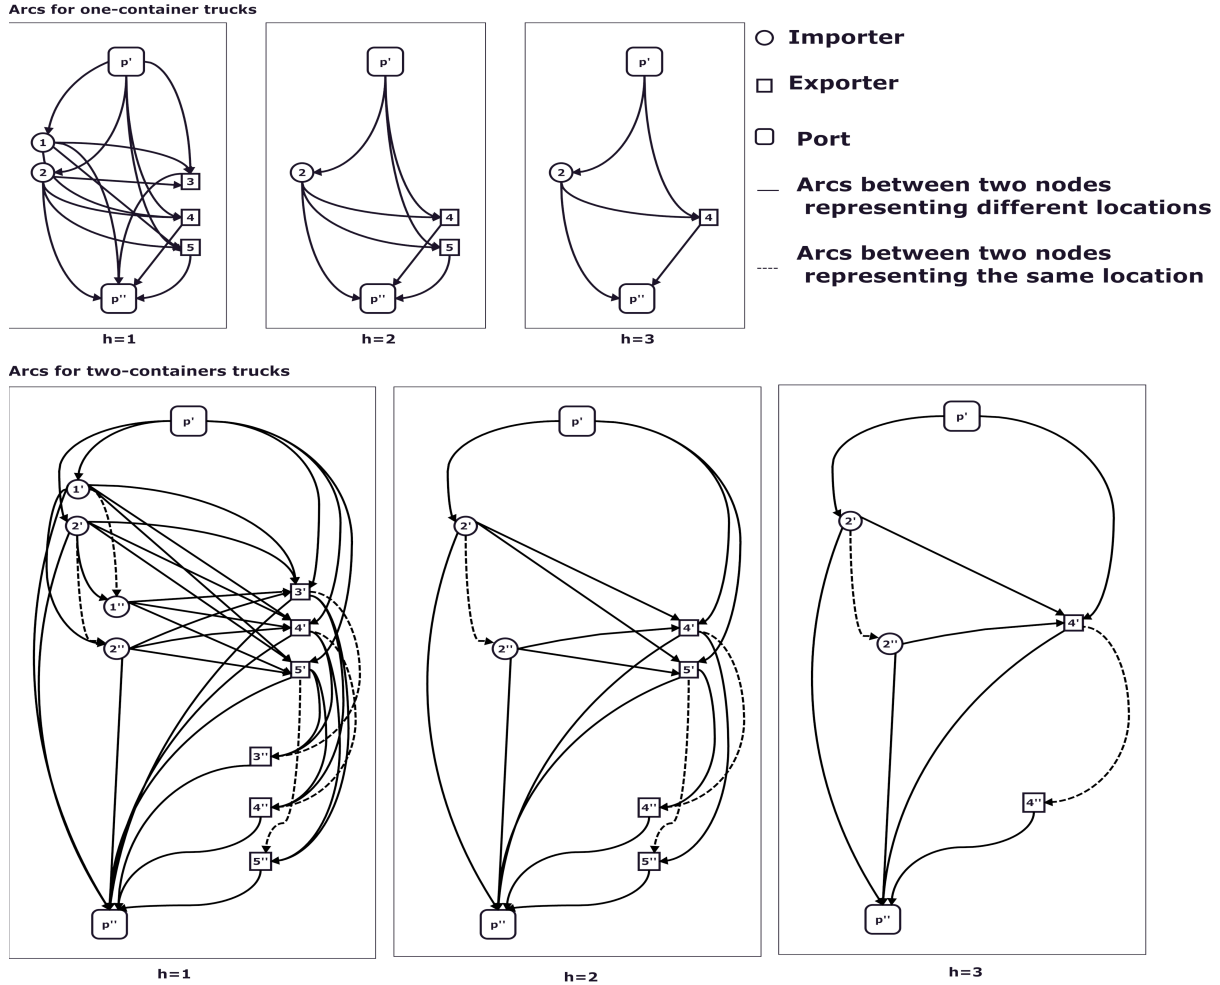 Arcs for one-container trucks
p'
1
2
3
4
5
p''
h=1
p'
2
4
5
p''
h=2
p'
2
4
p''
h=3
Importer
Exporter
Port
Arcs between two nodes
representing different locations
Arcs between two nodes
representing the same location
Arcs for two-containers trucks
p'
1'
2'
1''
2''
3'
4'
5'
3''
4''
5''
p''
h=1
p'
2'
2''
4'
5'
4''
5''
p''
h=2
p'
2'
2''
4'
4''
p''
h=3